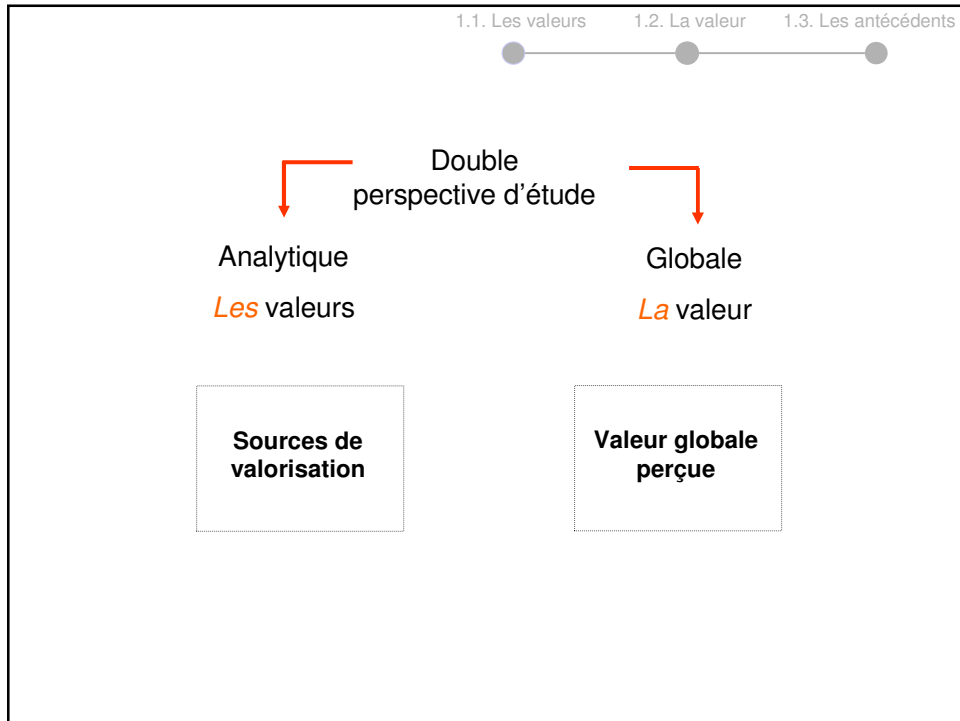 1.1. Les valeurs 1.2. La valeur 1.3. Les antécédents
Double
perspective d'étude
Analytique
Globale
Les valeurs
La valeur
Sources de
valorisation
Valeur globale
perçue